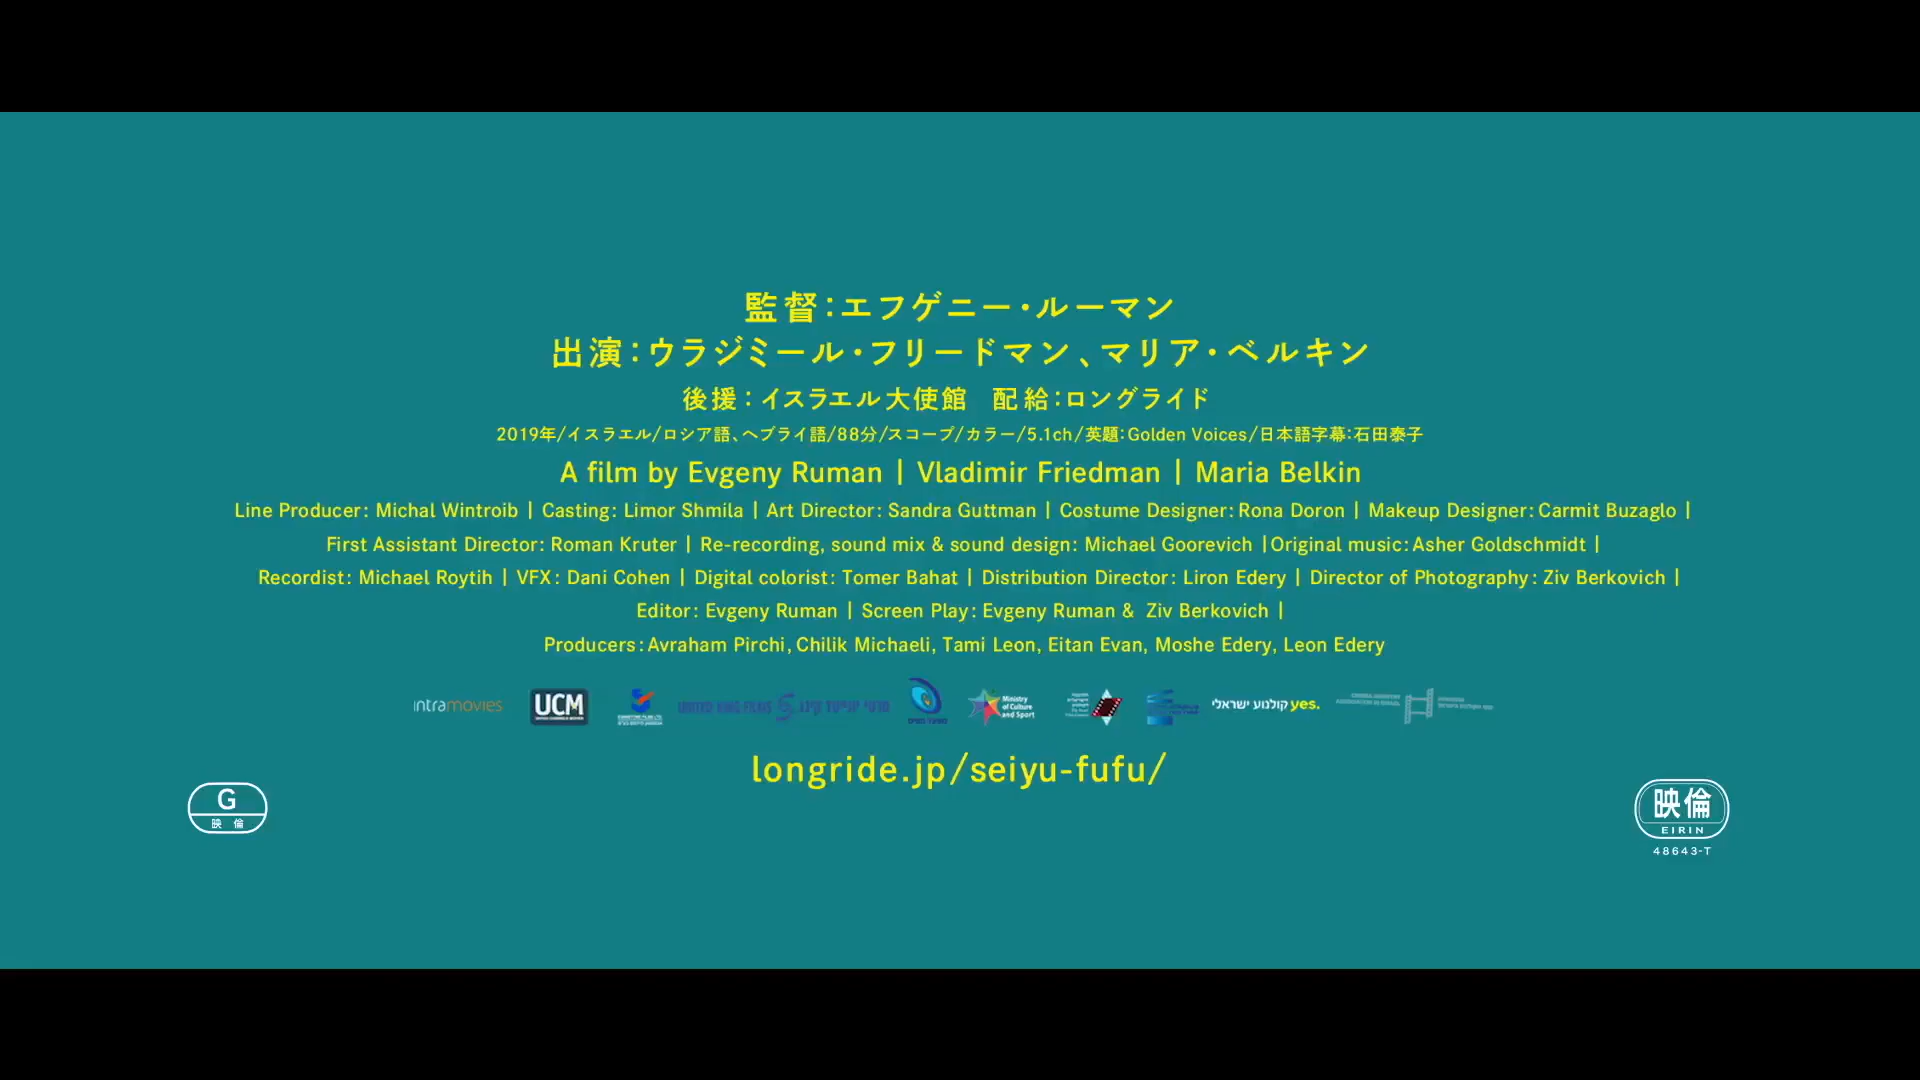 監督：エフゲニー・ルーマン
出演：ウラジミール・フリードマン、マリア・ベルキン
後援：イスラエル大使館　配給：ロングライド
2019年/イスラエル/ロシア語、ヘブライ語/88分/スコープ/カラー/5.1ch/英題：Golden Voices/日本語字幕：石田泰子
A film by Evgeny Ruman | Vladimir Friedman | Maria Belkin
Line Producer: Michal Wintroib | Casting: Limor Shmila | Art Director: Sandra Guttman | Costume Designer: Rona Doron | Makeup Designer: Carmit Buzaglo |
First Assistant Director: Roman Kruter | Re-recording, sound mix & sound design: Michael Goorevich |Original music: Asher Goldschmidt |
Recordist: Michael Roytih | VFX: Dani Cohen | Digital colorist: Tomer Bahat | Distribution Director: Liron Edery | Director of Photography: Ziv Berkovich |
Editor: Evgeny Ruman | Screen Play: Evgeny Ruman & Ziv Berkovich |
Producers: Avraham Pirchi, Chilik Michaeli, Tami Leon, Eitan Evan, Moshe Edery, Leon Edery
intramovies UCM UNITED KING FILMS Ministry of Culture and Sport קולנוע ישראלי yes.
longride.jp/seiyu-fufu/
G
映倫
映倫
EIRIN
48643-T